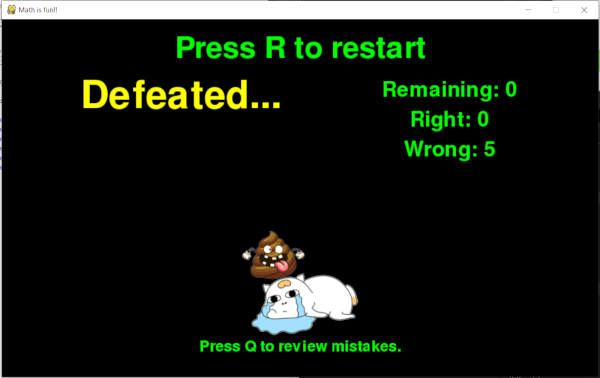 Math is fun!!
Press R to restart
Defeated...
Remaining: 0
Right: 0
Wrong: 5
Press Q to review mistakes.